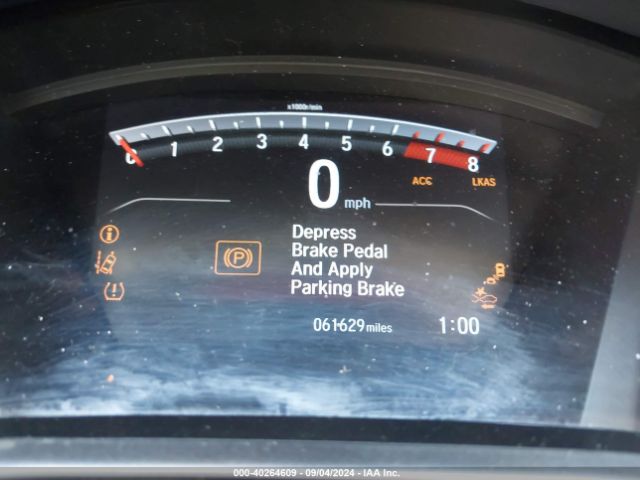 x1000r/min
0 1 2 3 4 5 6 7 8
ACC LKAS
0 mph
Depress
Brake Pedal
And Apply
Parking Brake
061629 miles 1:00
000-40264609 - 09/04/2024 - IAA Inc.